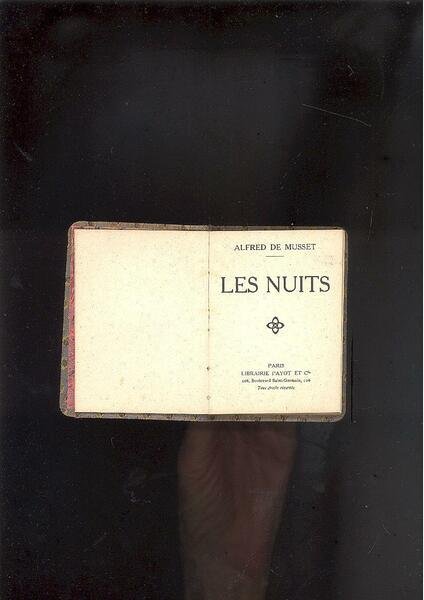 ALFRED DE MUSSET
LES NUITS
PARIS
LIBRAIRIE PAYOT ET Cie
106, Boulevard Saint-Germain, 106
Tous droits réservés